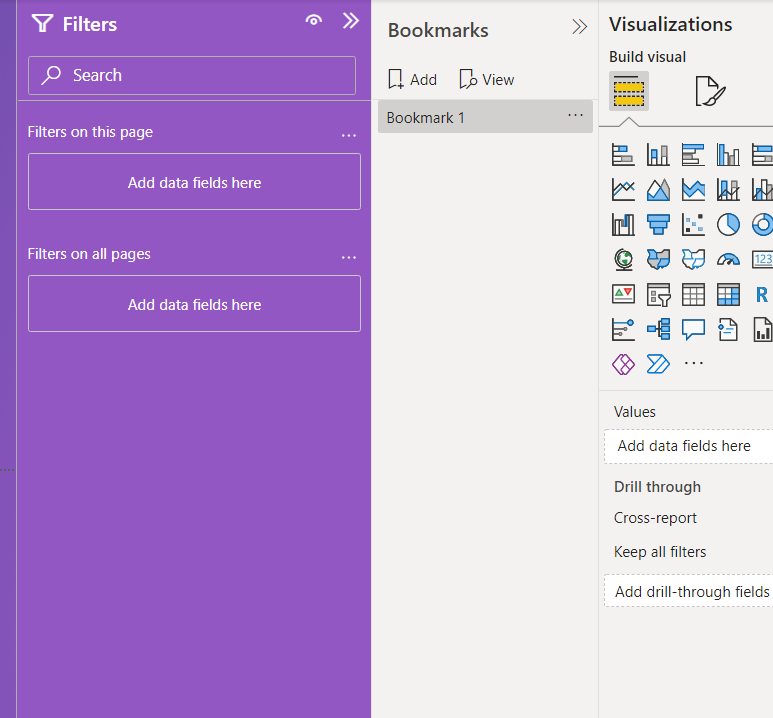 Filters
Search
Filters on this page
...
Add data fields here
Filters on all pages
...
Add data fields here
Bookmarks
Add
View
Bookmark 1
...
Visualizations
Build visual
123
R
...
Values
Add data fields here
Drill through
Cross-report
Keep all filters
Add drill-through fields